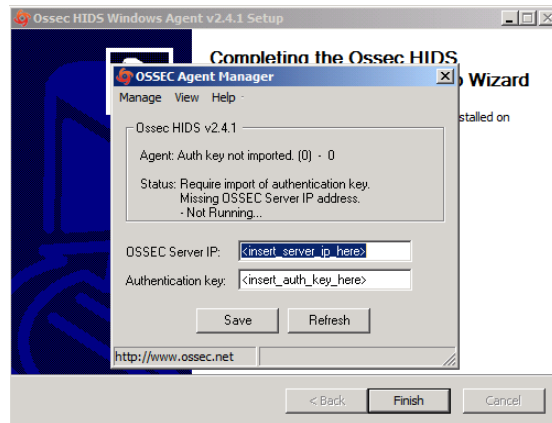 Ossec HIDS Windows Agent v2.4.1 Setup
Completing the Ossec HIDS
Wizard
stalled on
OSSEC Agent Manager
Manage View Help
Ossec HIDS v2.4.1
Agent: Auth key not imported. (0) - 0
Status: Require import of authentication key.
Missing OSSEC Server IP address.
- Not Running...
OSSEC Server IP: <insert_server_ip_here>
Authentication key: <insert_auth_key_here>
Save Refresh
http://www.ossec.net
< Back Finish Cancel